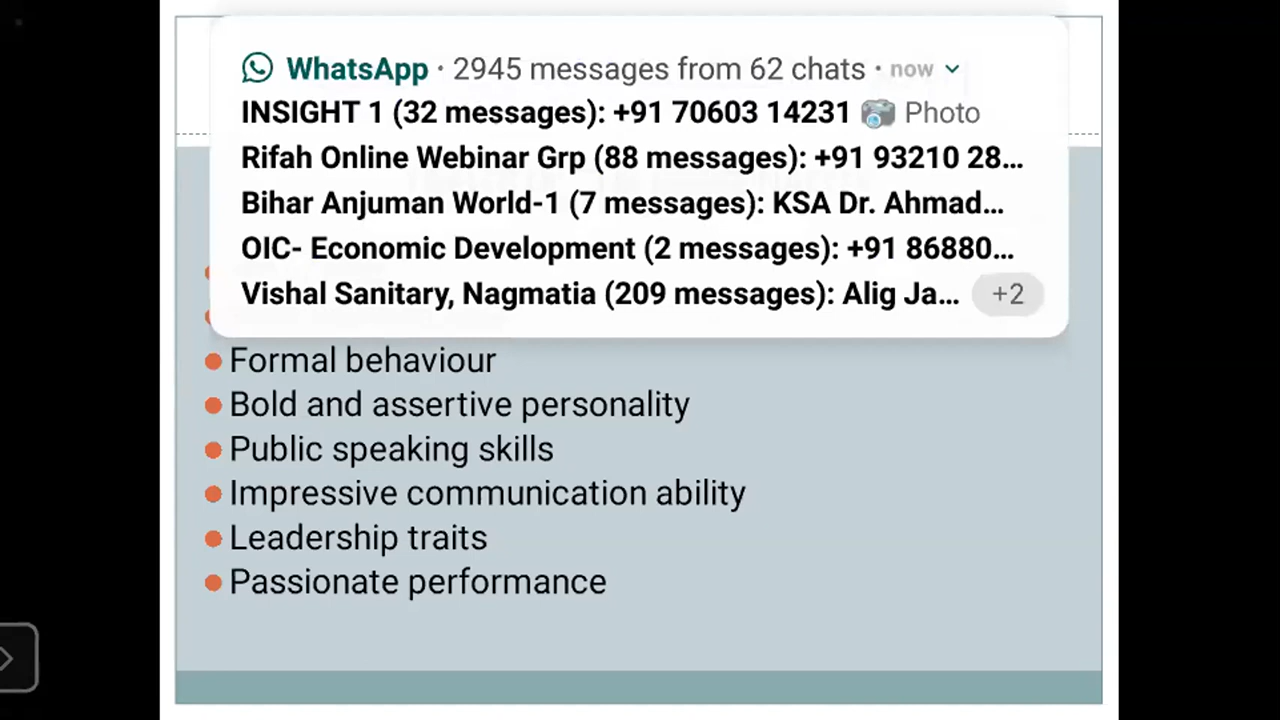 WhatsApp · 2945 messages from 62 chats · now
INSIGHT 1 (32 messages): +91 70603 14231 📷 Photo
Rifah Online Webinar Grp (88 messages): +91 93210 28...
Bihar Anjuman World-1 (7 messages): KSA Dr. Ahmad...
OIC- Economic Development (2 messages): +91 86880...
Vishal Sanitary, Nagmatia (209 messages): Alig Ja... +2
Formal behaviour
Bold and assertive personality
Public speaking skills
Impressive communication ability
Leadership traits
Passionate performance